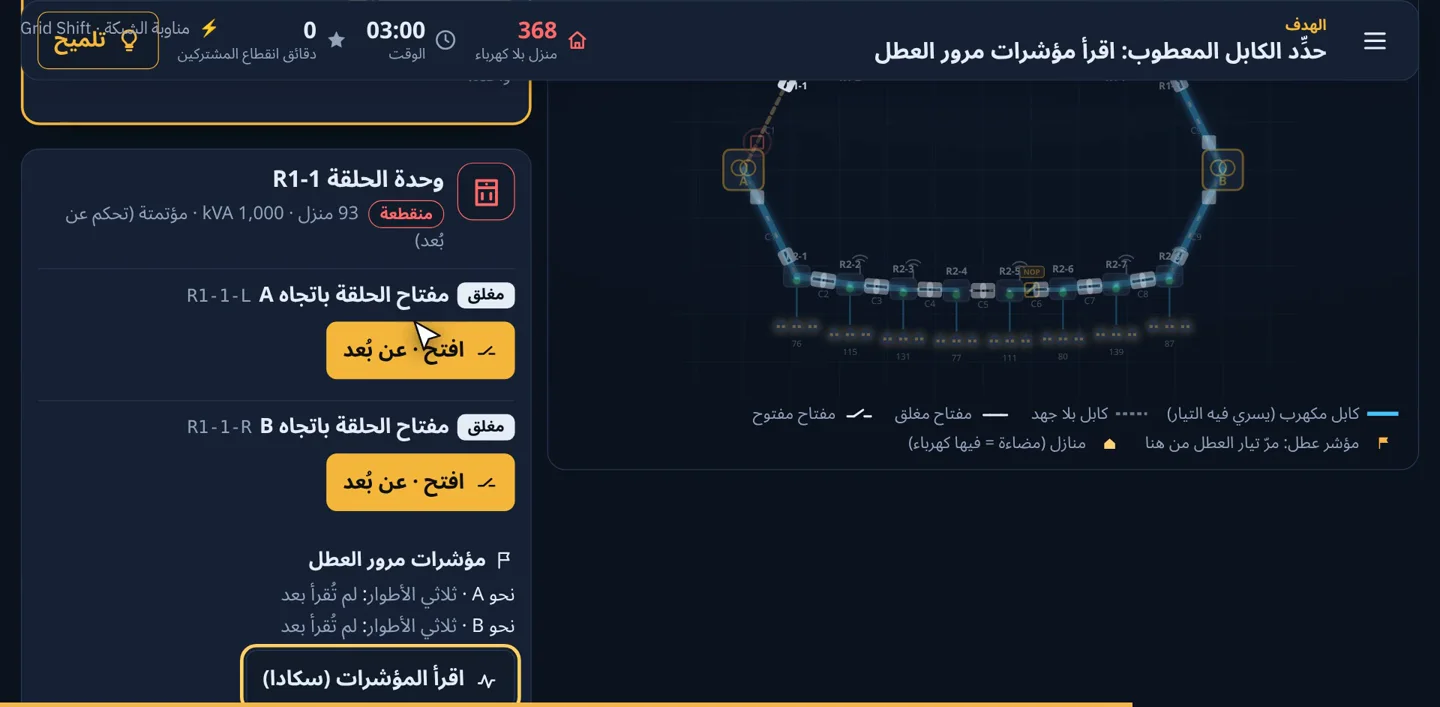 الهدف
حدِّد الكابل المعطوب: اقرأ مؤشرات مرور العطل
368
منزل بلا كهرباء
03:00
الوقت
0
دقائق انقطاع المشتركين
تلميح
Grid Shift · مناوبة الشبكة
وحدة الحلقة R1-1
منقطعة 93 منزل · 1,000 kVA · مؤتمتة (تحكم عن
بُعد)
مغلق مفتاح الحلقة باتجاه A R1-1-L
افتح · عن بُعد
مغلق مفتاح الحلقة باتجاه B R1-1-R
افتح · عن بُعد
مؤشرات مرور العطل
نحو A · ثلاثي الأطوار: لم تُقرأ بعد
نحو B · ثلاثي الأطوار: لم تُقرأ بعد
اقرأ المؤشرات (سكادا)
A
B
R2-2
R2-3
R2-4
NOP
R2-6
R2-7
C2
C3
C4
C5
C6
C7
C8
76
115
131
77
111
80
139
87
كابل مكهرب (يسري فيه التيار) كابل بلا جهد مفتاح مغلق مفتاح مفتوح
مؤشر عطل: مرّ تيار العطل من هنا منازل (مضاءة = فيها كهرباء)